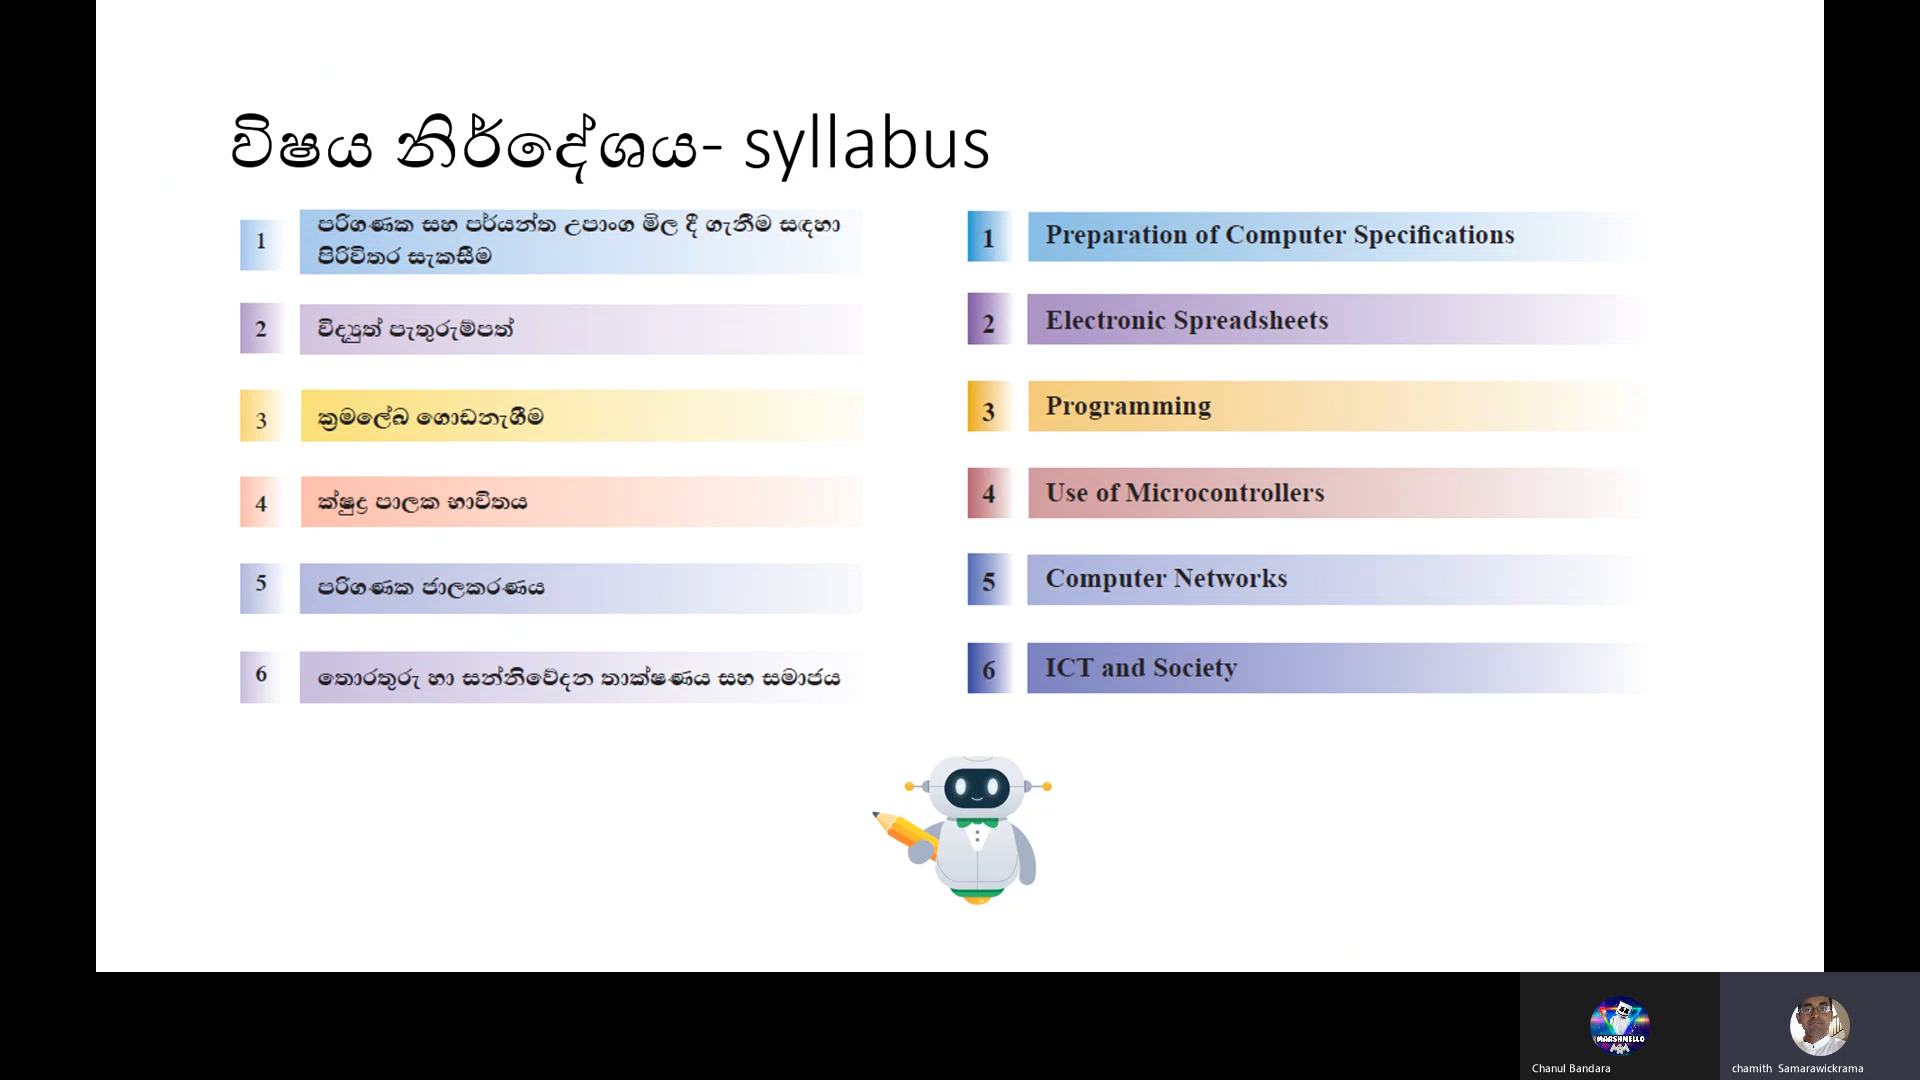 විෂය නිර්දේශය- syllabus
1
පරිගණක සහ පර්යන්ත උපාංග මිල දී ගැනීම සඳහා
පිරිවිතර සැකසීම
2
විද්‍යුත් පැතුරුම්පත්
3
ක්‍රමලේඛ ගොඩනැගීම
4
ක්ෂුද්‍ර පාලක භාවිතය
5
පරිගණක ජාලකරණය
6
තොරතුරු හා සන්නිවේදන තාක්ෂණය සහ සමාජය
1
Preparation of Computer Specifications
2
Electronic Spreadsheets
3
Programming
4
Use of Microcontrollers
5
Computer Networks
6
ICT and Society
MARSHMELLO
Chanul Bandara
chamith Samarawickrama